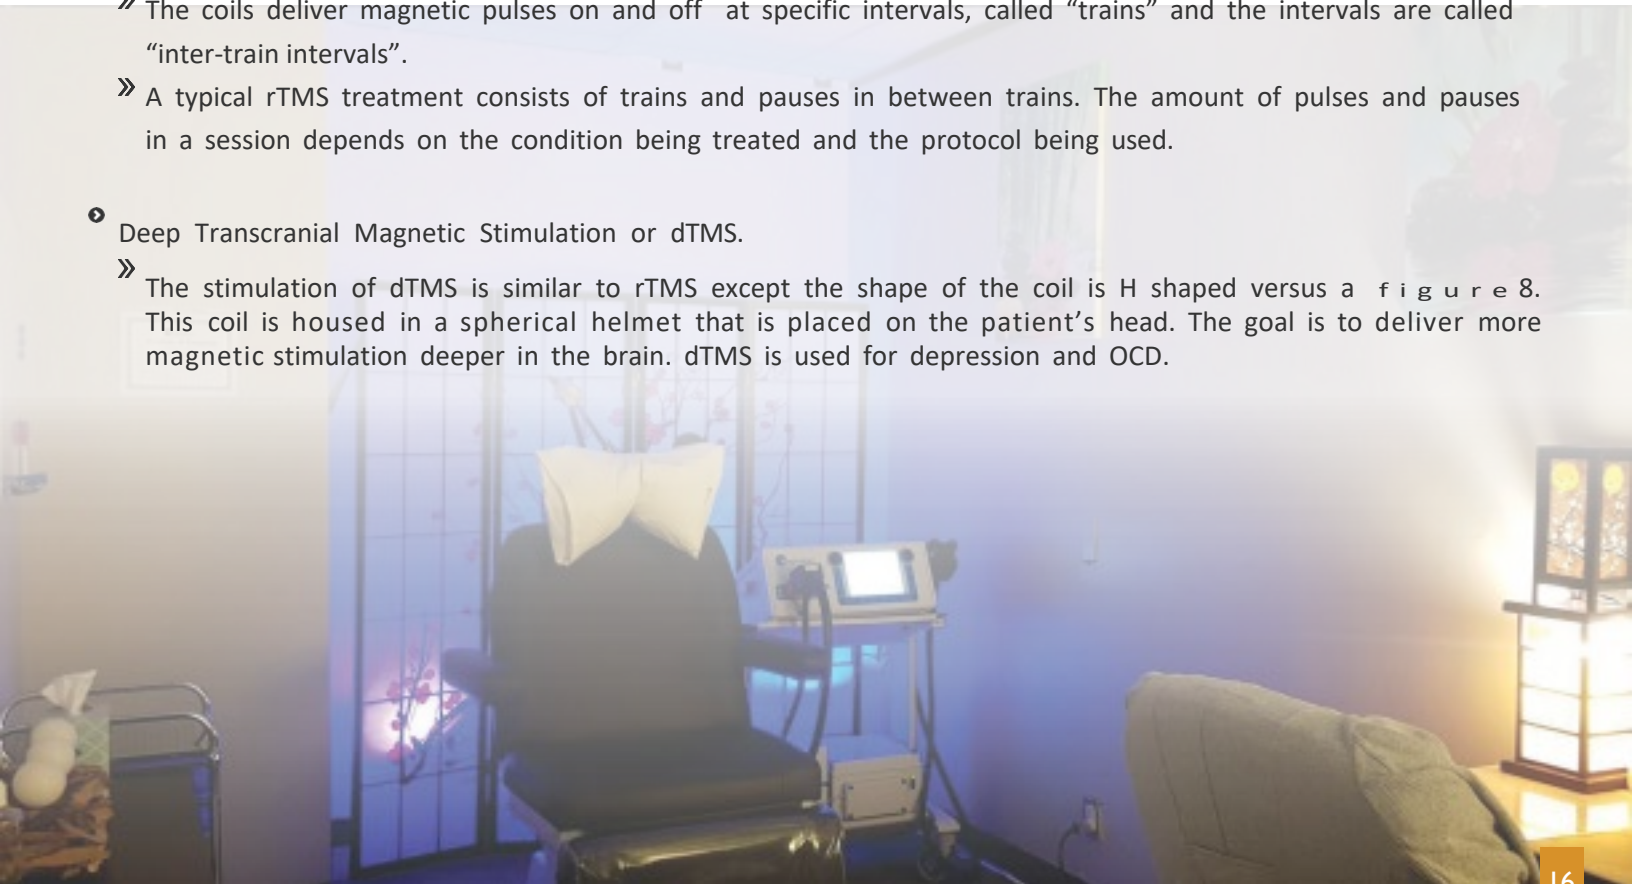 » The coils deliver magnetic pulses on and off at specific intervals, called “trains” and the intervals are called
“inter-train intervals”.
» A typical rTMS treatment consists of trains and pauses in between trains. The amount of pulses and pauses
in a session depends on the condition being treated and the protocol being used.
Deep Transcranial Magnetic Stimulation or dTMS.
» The stimulation of dTMS is similar to rTMS except the shape of the coil is H shaped versus a figure 8.
This coil is housed in a spherical helmet that is placed on the patient’s head. The goal is to deliver more
magnetic stimulation deeper in the brain. dTMS is used for depression and OCD.
16